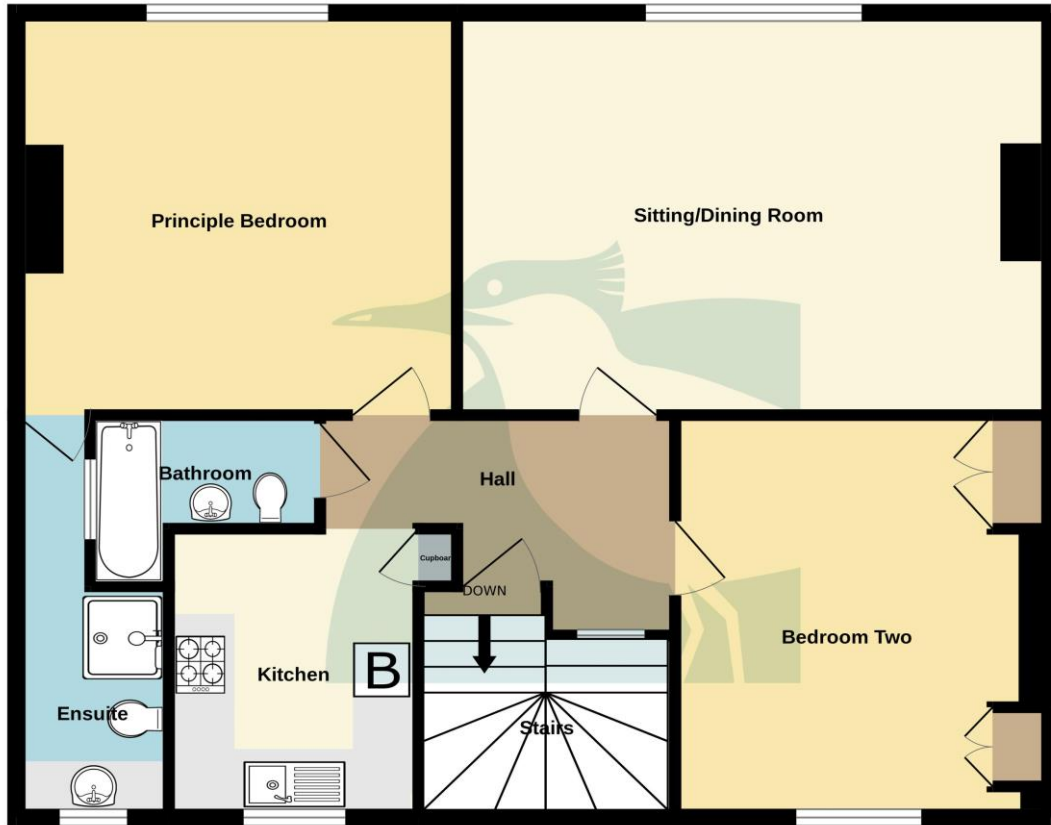 Principle Bedroom
Sitting/Dining Room
Bathroom
Hall
Cupboar
DOWN
Bedroom Two
Kitchen
B
Ensuite
Stairs